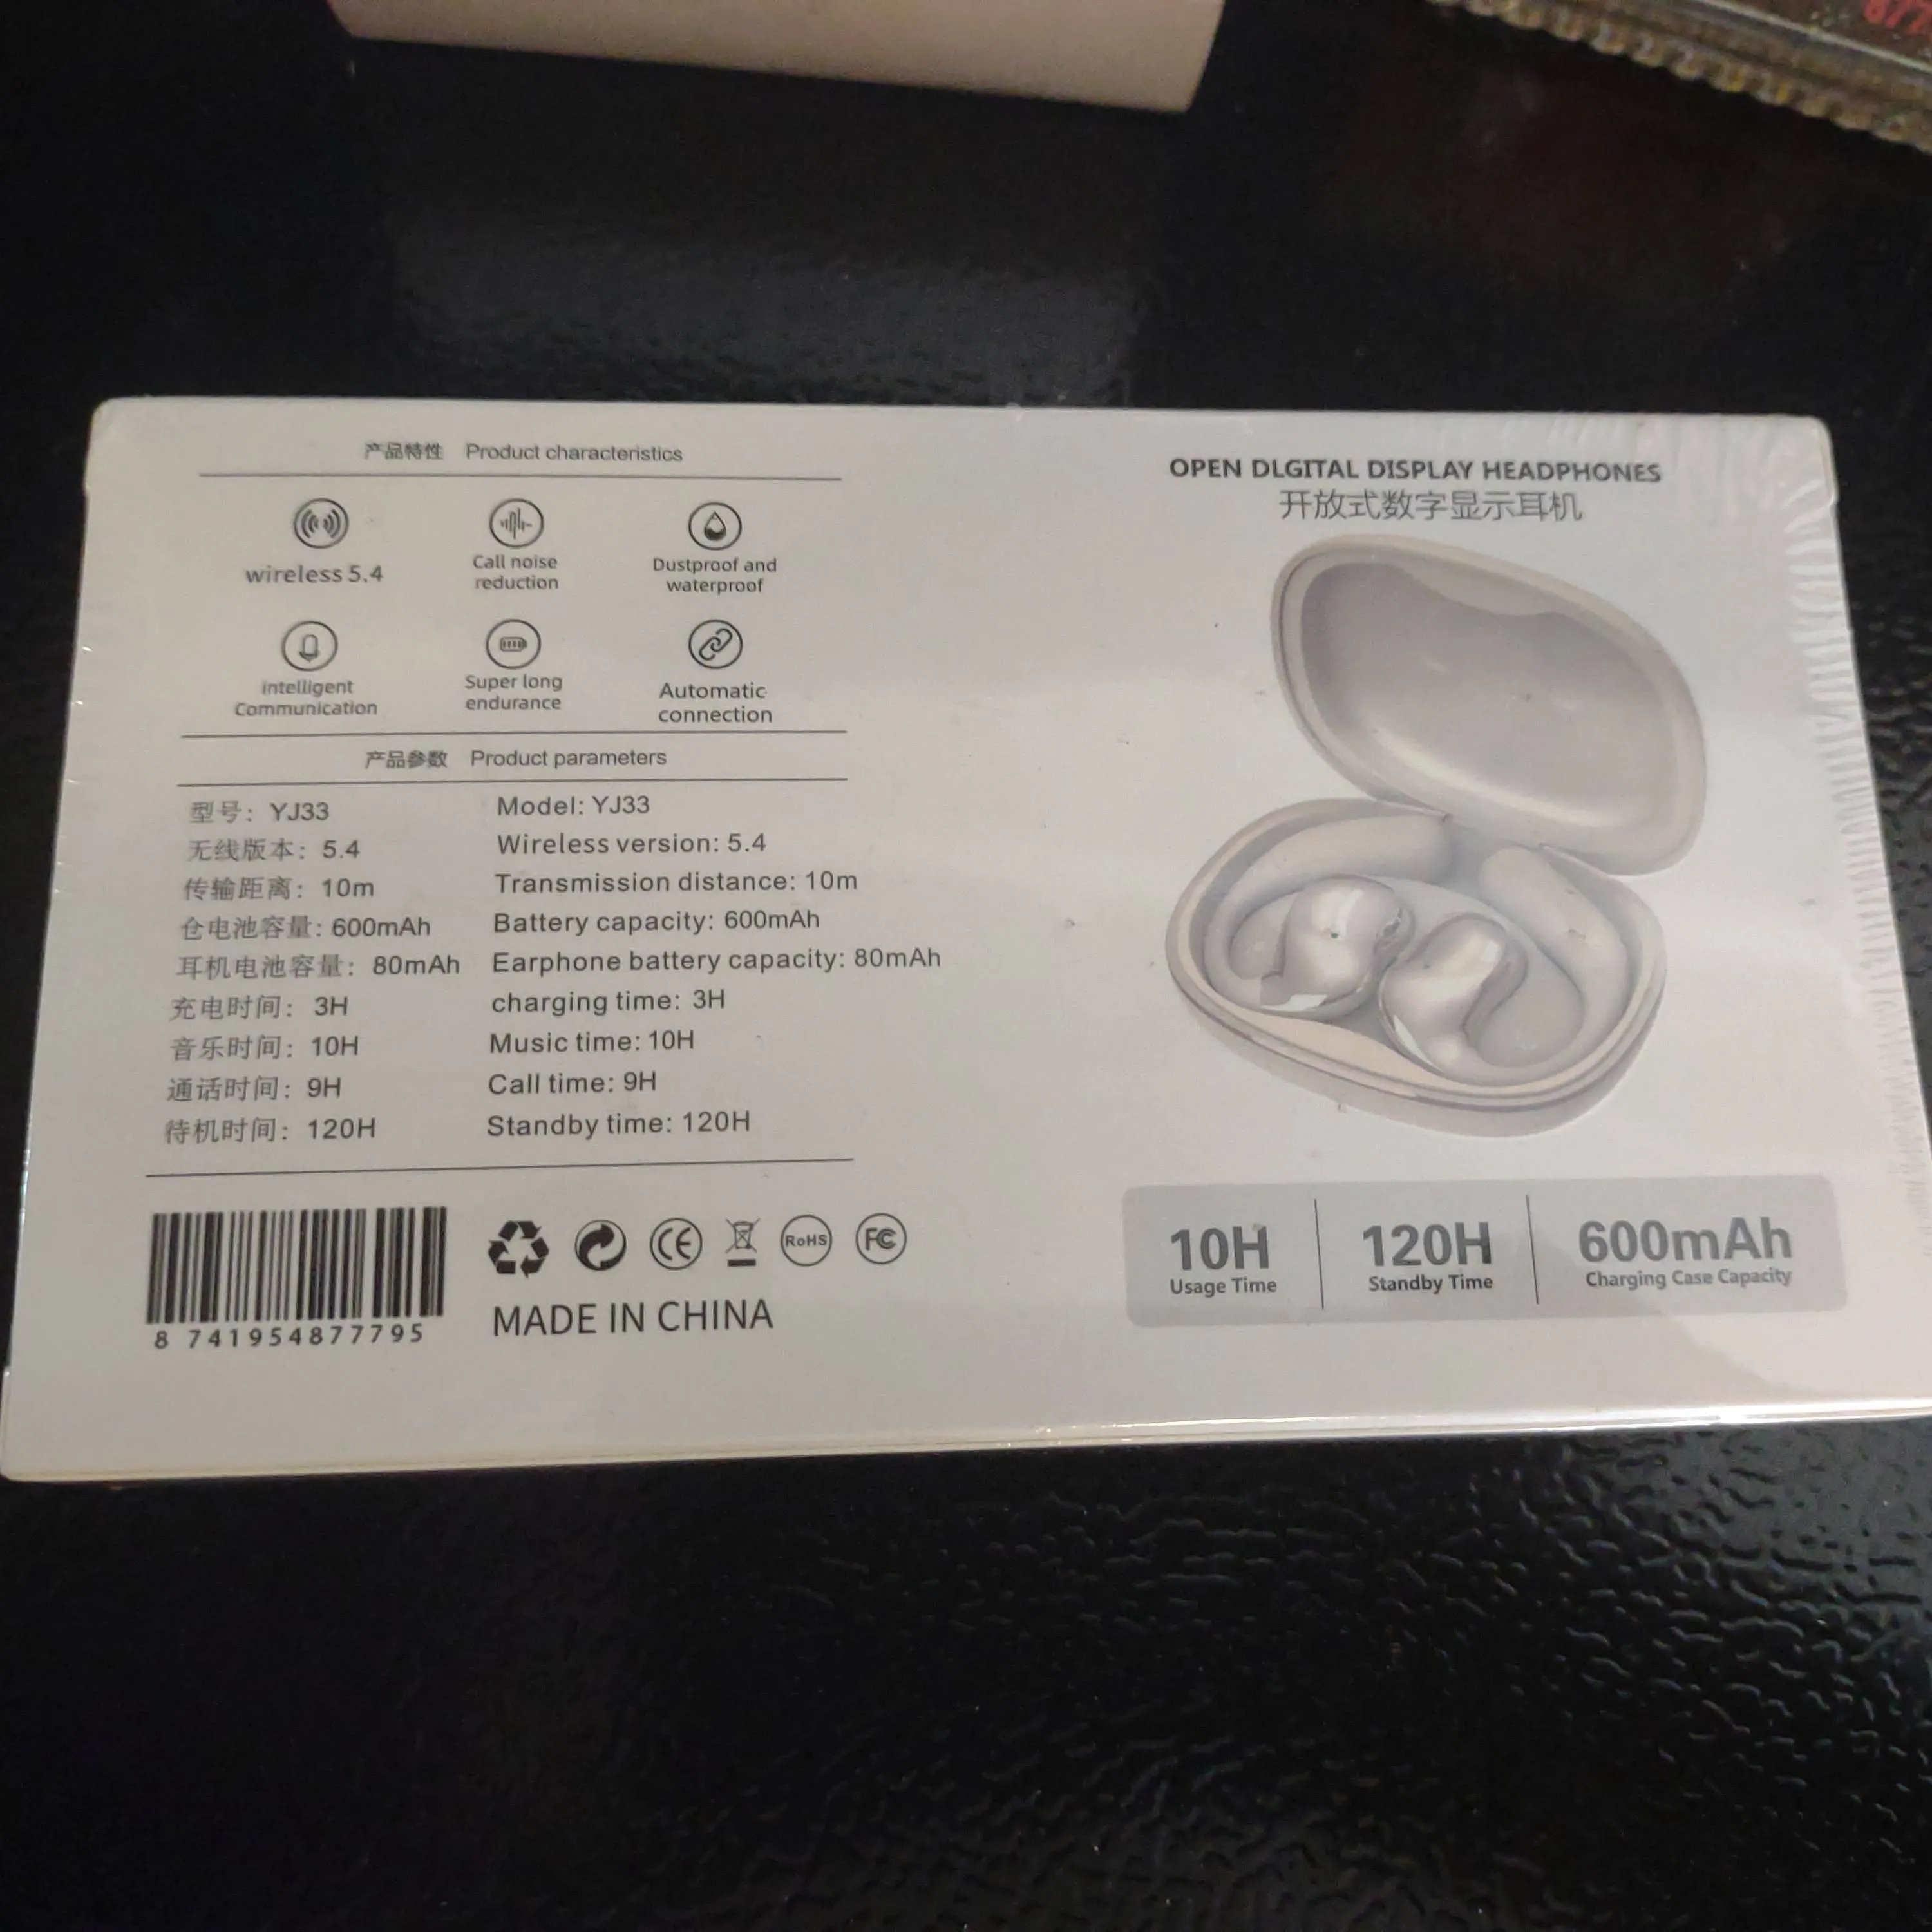 产品特性 Product characteristics
wireless 5.4
Call noise
reduction
Dustproof and
waterproof
intelligent
Communication
Super long
endurance
Automatic
connection
产品参数 Product parameters
型号: YJ33 Model: YJ33
无线版本: 5.4 Wireless version: 5.4
传输距离: 10m Transmission distance: 10m
仓电池容量: 600mAh Battery capacity: 600mAh
耳机电池容量: 80mAh Earphone battery capacity: 80mAh
充电时间: 3H charging time: 3H
音乐时间: 10H Music time: 10H
通话时间: 9H Call time: 9H
待机时间: 120H Standby time: 120H
8 741954877795
CE
RoHS
FC
MADE IN CHINA
OPEN DLGITAL DISPLAY HEADPHONES
开放式数字显示耳机
10H
Usage Time
120H
Standby Time
600mAh
Charging Case Capacity